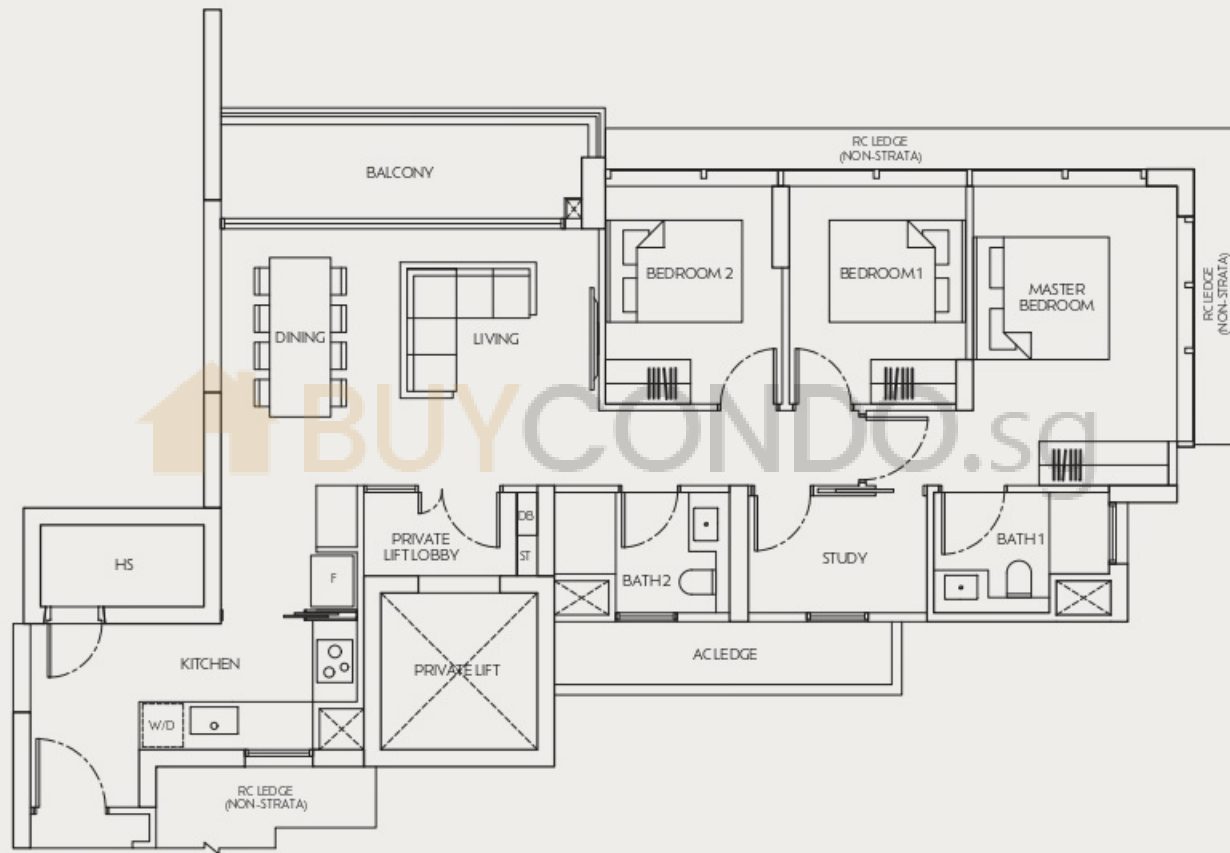 RC LEDGE
(NON-STRATA)
BALCONY
BEDROOM 2
BEDROOM 1
MASTER
BEDROOM
RC LEDGE
(NON-STRATA)
DINING
LIVING
BUYCONDO.sg
DB
ST
PRIVATE
LIFT LOBBY
HS
F
BATH 2
STUDY
BATH 1
KITCHEN
PRIVATE LIFT
AC LEDGE
W/D
RC LEDGE
(NON-STRATA)